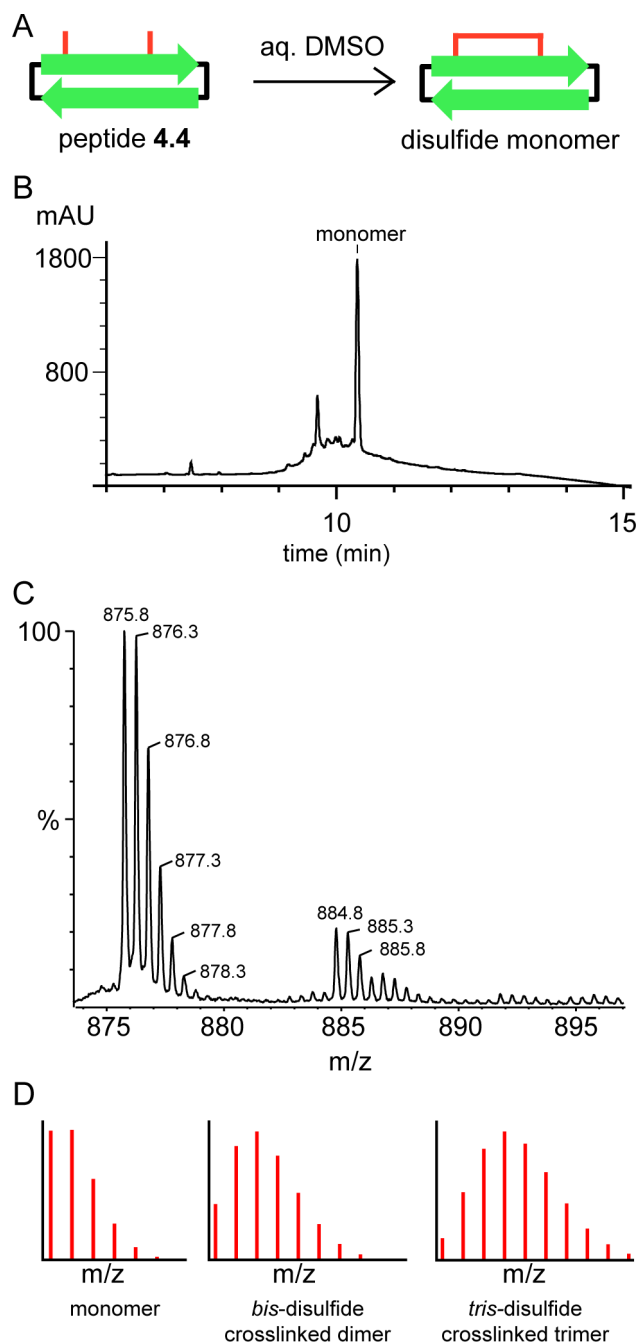 A
aq. DMSO
peptide 4.4
disulfide monomer
B
mAU
monomer
1800
800
10
15
time (min)
C
875.8
100
876.3
876.8
%
877.3
884.8
885.3
877.8
885.8
878.3
875
880
885
890
895
m/z
D
m/z
m/z
m/z
monomer
bis-disulfide
crosslinked dimer
tris-disulfide
crosslinked trimer